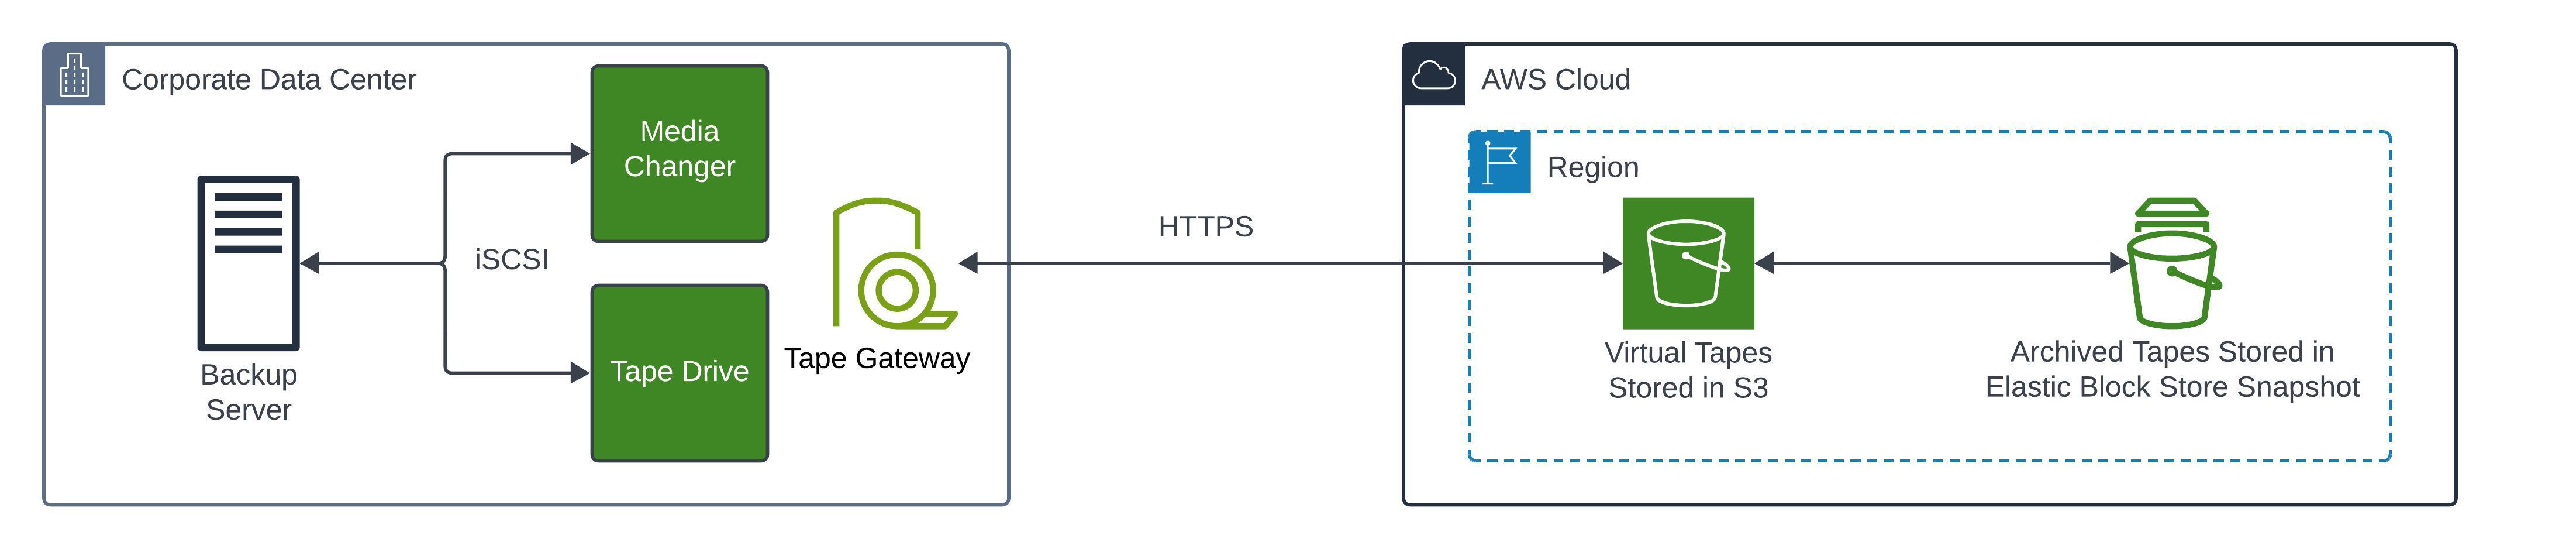 Corporate Data Center
Media
Changer
iSCSI
Tape Drive
Backup
Server
Tape Gateway
HTTPS
AWS Cloud
Region
Virtual Tapes
Stored in S3
Archived Tapes Stored in
Elastic Block Store Snapshot